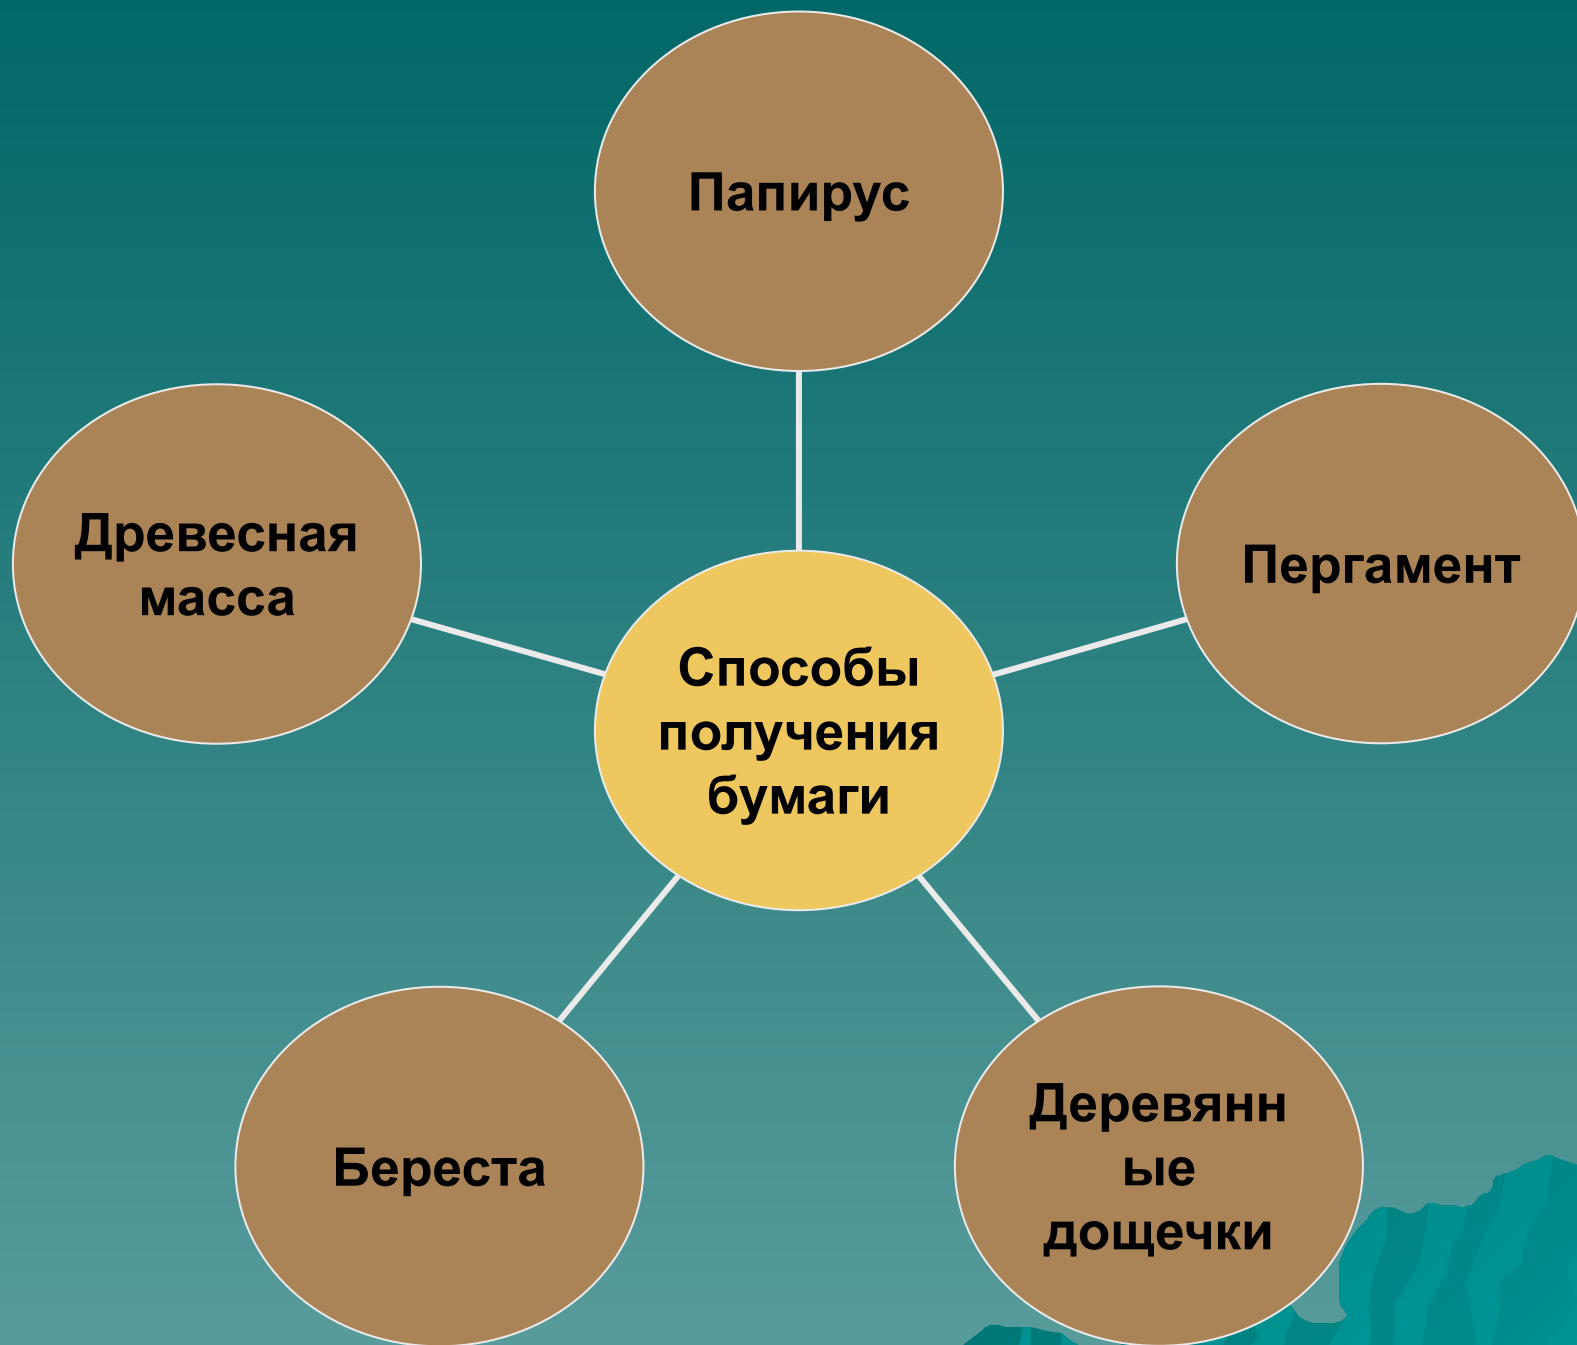 Папирус
Древесная
масса
Пергамент
Способы
получения
бумаги
Береста
Деревянн
ые
дощечки